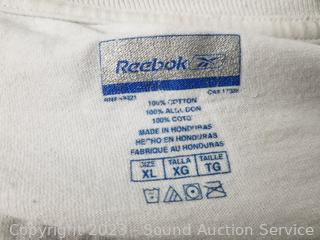 Reebok
100% COTTON
100% ALGODON
100% COTO
MADE IN HONDURAS
HECHO EN HONDURAS
FABRIQUE AU HONDURAS
SIZE TALLA TAILLE
XL XG TG
Copyright 2023 - Sound Auction Service